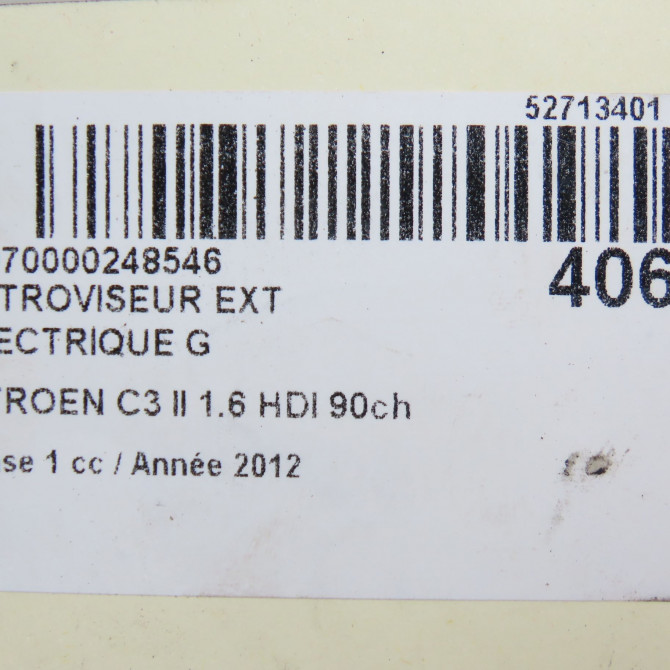 52713401
70000248546
406
TROVISEUR EXT
ECTRIQUE G
TROEN C3 II 1.6 HDI 90ch
se 1 cc / Année 2012